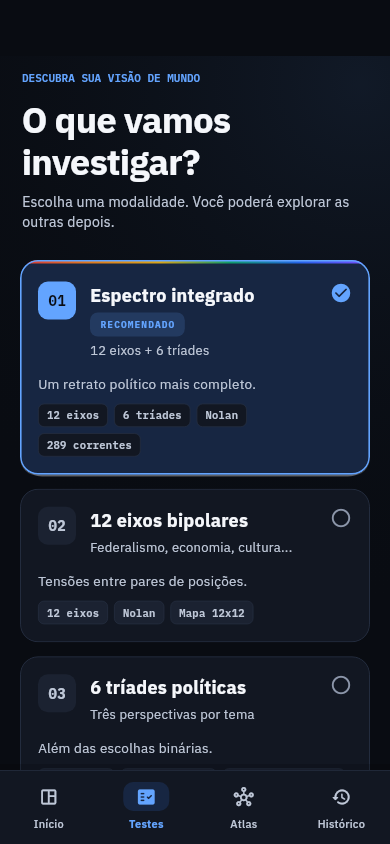 DESCUBRA SUA VISÃO DE MUNDO
O que vamos
investigar?
Escolha uma modalidade. Você poderá explorar as
outras depois.
01
Espectro integrado
RECOMENDADO
12 eixos + 6 tríades
Um retrato político mais completo.
12 eixos
6 tríades
Nolan
289 correntes
02
12 eixos bipolares
Federalismo, economia, cultura...
Tensões entre pares de posições.
12 eixos
Nolan
Mapa 12x12
03
6 tríades políticas
Três perspectivas por tema
Além das escolhas binárias.
Início
Testes
Atlas
Histórico